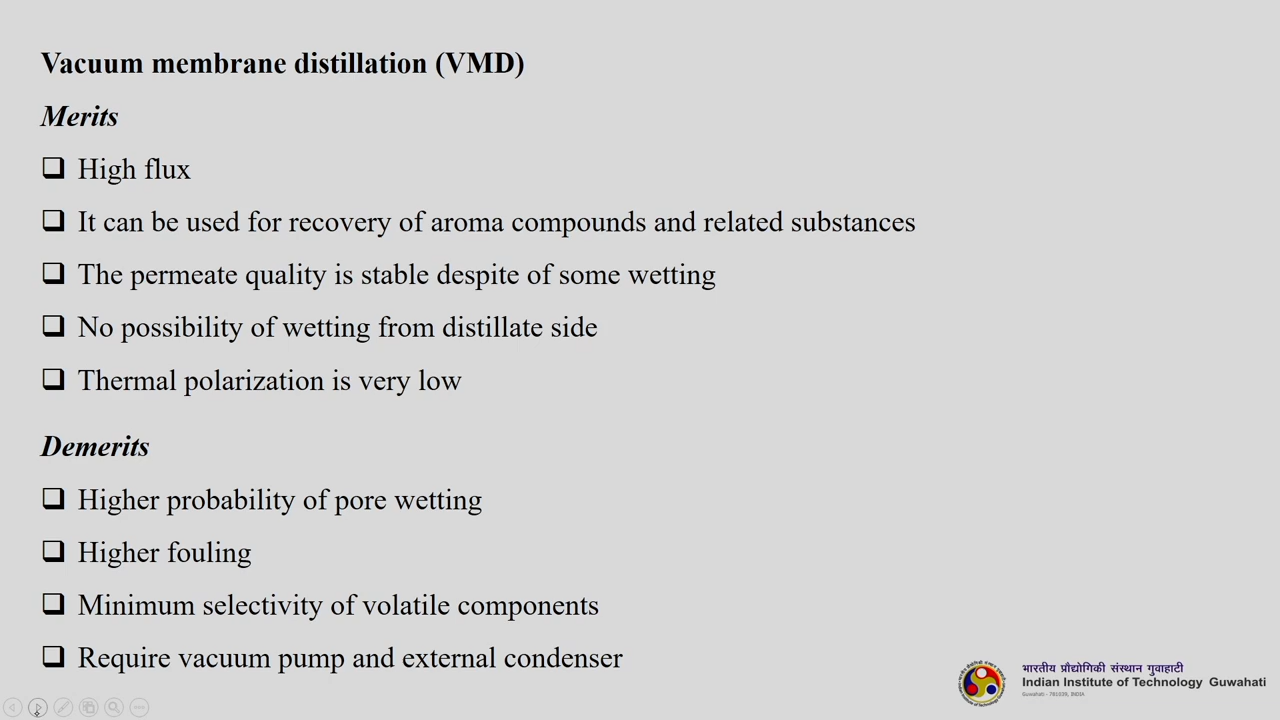 Vacuum membrane distillation (VMD)
Merits
High flux
It can be used for recovery of aroma compounds and related substances
The permeate quality is stable despite of some wetting
No possibility of wetting from distillate side
Thermal polarization is very low
Demerits
Higher probability of pore wetting
Higher fouling
Minimum selectivity of volatile components
Require vacuum pump and external condenser
भारतीय प्रौद्योगिकी संस्थान गुवाहाटी
Indian Institute of Technology Guwahati
Guwahati - 781039, INDIA